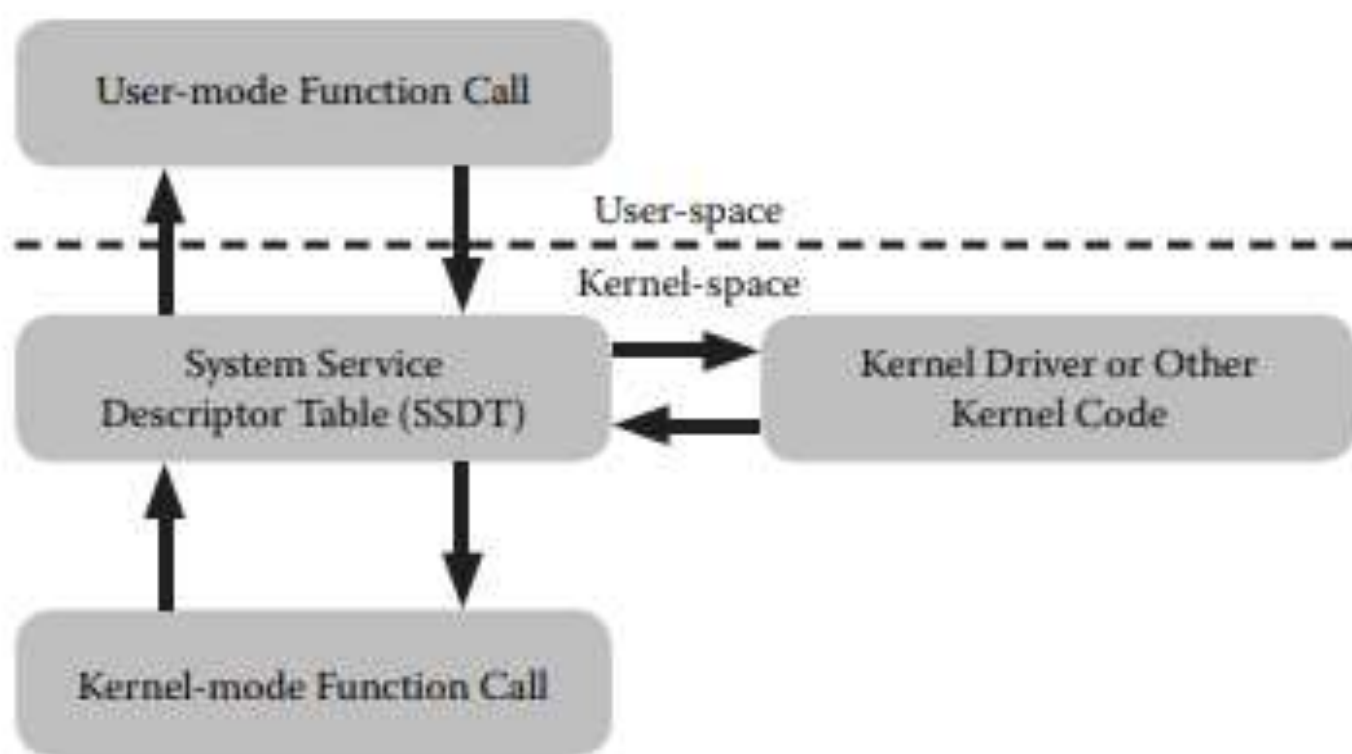 User-mode Function Call
User-space
Kernel-space
System Service
Descriptor Table (SSDT)
Kernel Driver or Other
Kernel Code
Kernel-mode Function Call